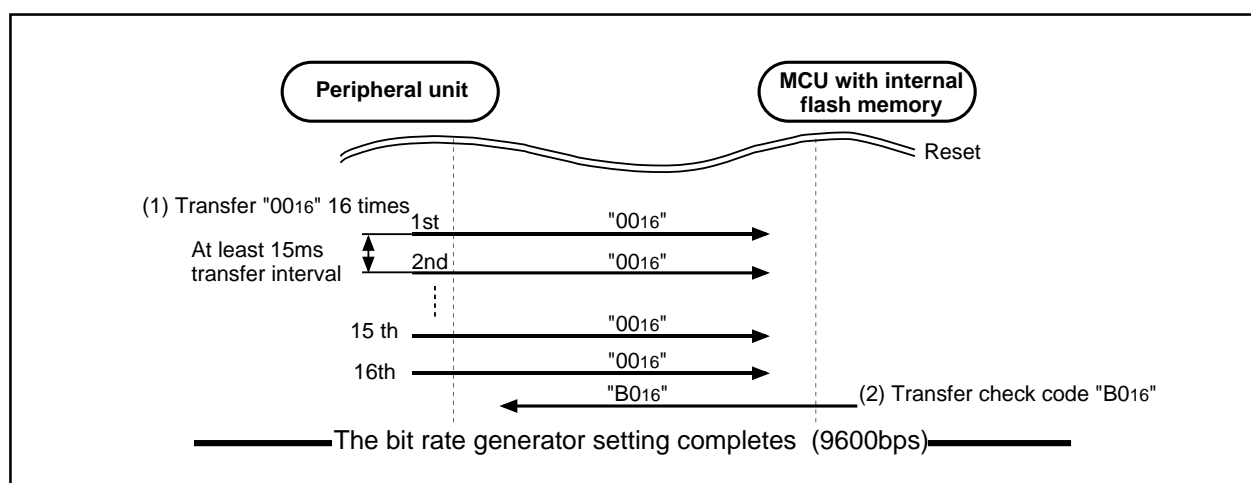 Peripheral unit
MCU with internal
flash memory
Reset
(1) Transfer "0016" 16 times
1st
"0016"
At least 15ms
transfer interval
2nd
"0016"
15 th
"0016"
16th
"0016"
"B016"
(2) Transfer check code "B016"
The bit rate generator setting completes (9600bps)